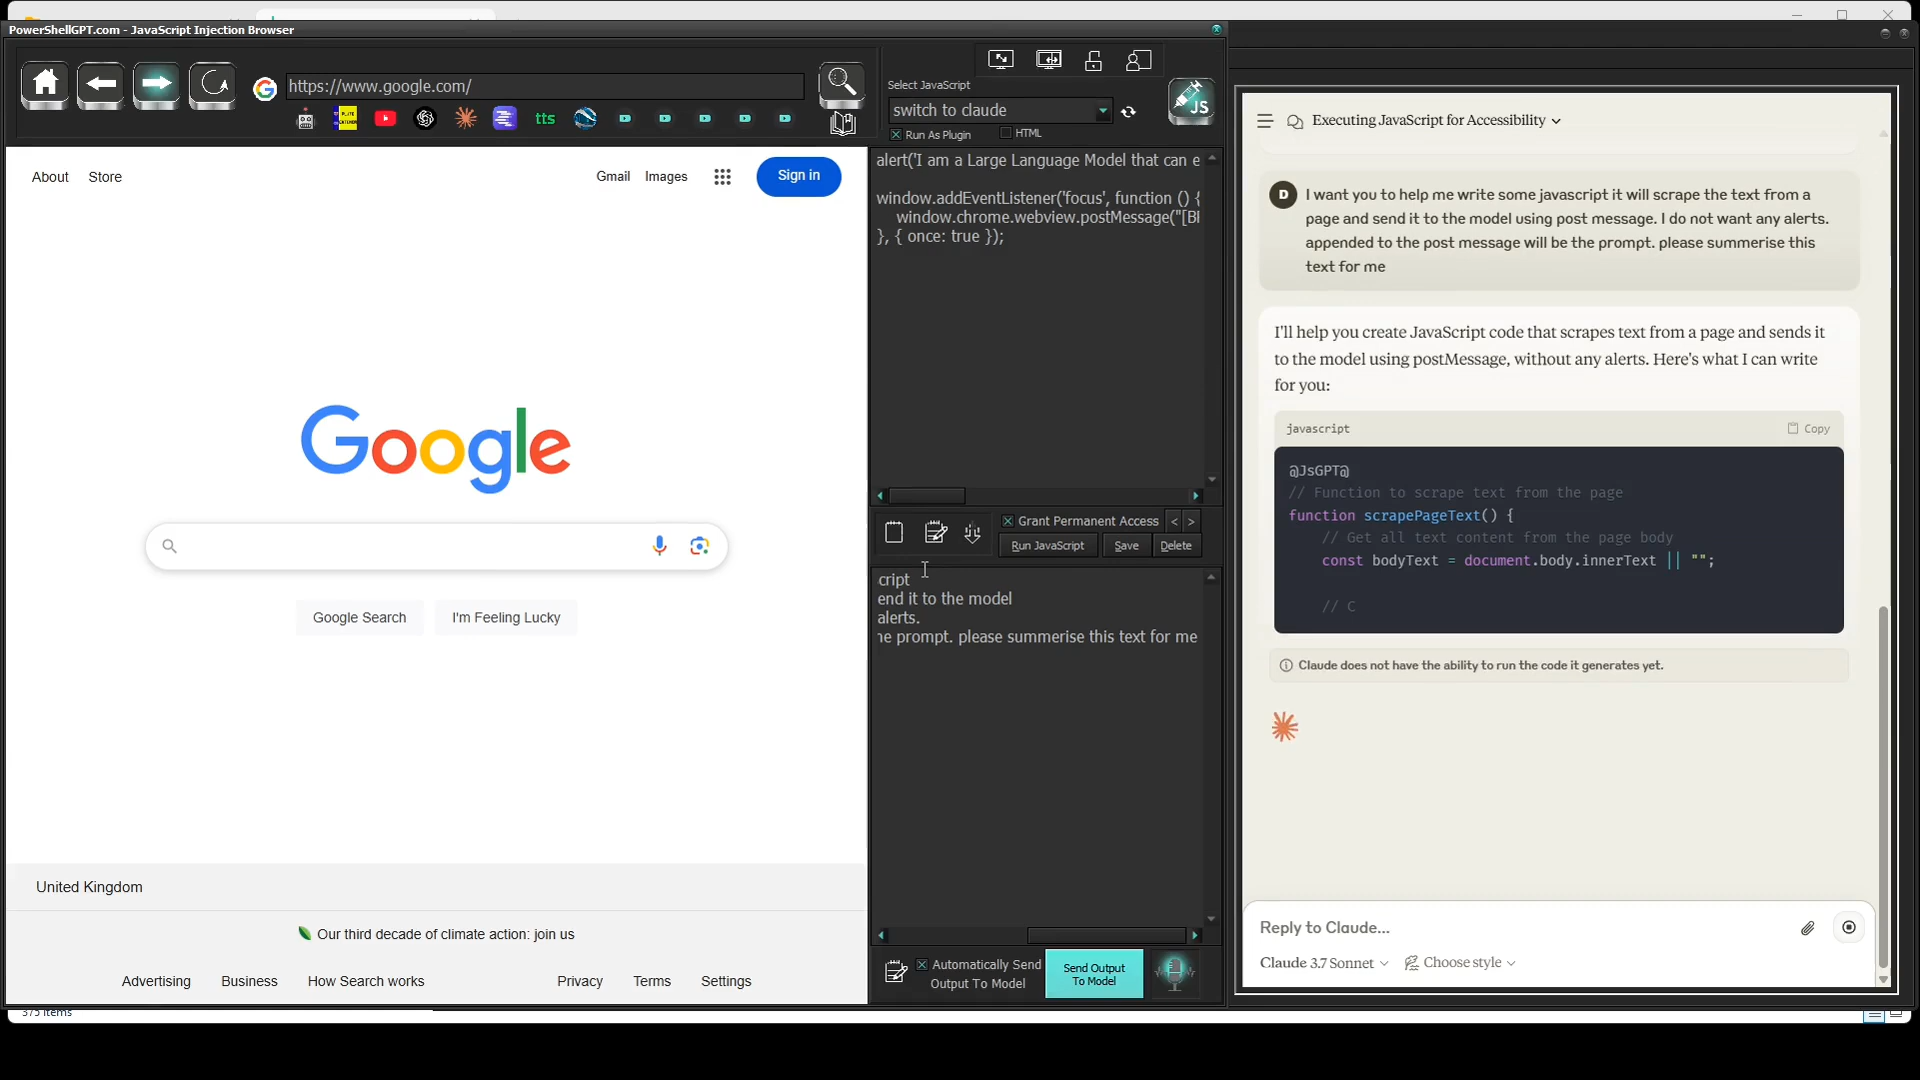 PowerShellGPT.com - JavaScript Injection Browser
https://www.google.com/
tts
Select JavaScript
switch to claude
JS
Run As Plugin
HTML
About
Store
Gmail
Images
Sign in
Google
Google Search
I'm Feeling Lucky
United Kingdom
Our third decade of climate action: join us
Advertising
Business
How Search works
Privacy
Terms
Settings
375 items
alert('I am a Large Language Model that can e
window.addEventListener('focus', function () {
window.chrome.webview.postMessage("[Bl
}, { once: true });
Grant Permanent Access
< >
Run JavaScript
Save
Delete
cript
end it to the model
alerts.
he prompt. please summerise this text for me
Automatically Send
Output To Model
Send Output
To Model
Executing JavaScript for Accessibility
D
I want you to help me write some javascript it will scrape the text from a
page and send it to the model using post message. I do not want any alerts.
appended to the post message will be the prompt. please summerise this
text for me
I'll help you create JavaScript code that scrapes text from a page and sends it
to the model using postMessage, without any alerts. Here's what I can write
for you:
javascript
Copy
@JsGPT@
// Function to scrape text from the page
function scrapePageText() {
// Get all text content from the page body
const bodyText = document.body.innerText || "";
// C
Claude does not have the ability to run the code it generates yet.
Reply to Claude...
Claude 3.7 Sonnet
Choose style